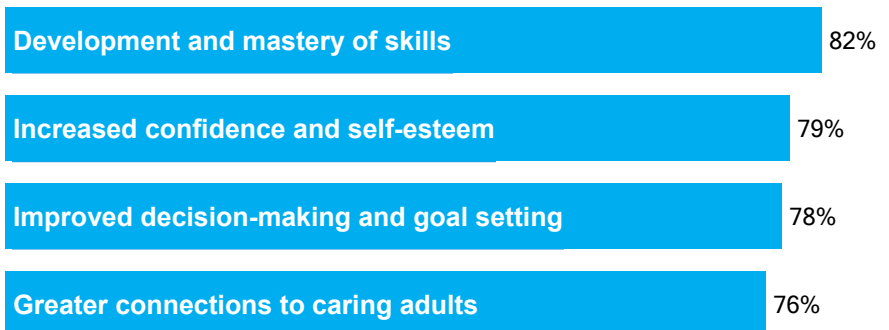 Development and mastery of skills 82%
Increased confidence and self-esteem 79%
Improved decision-making and goal setting 78%
Greater connections to caring adults 76%